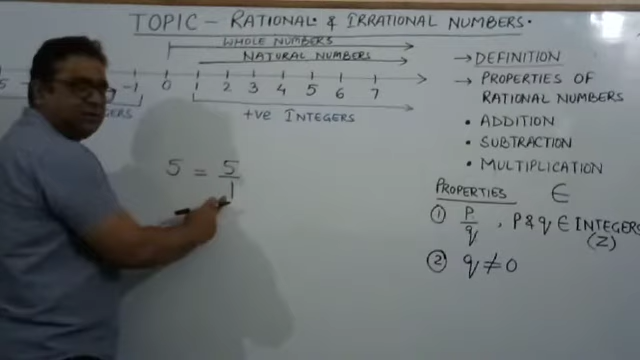 TOPIC - RATIONAL & IRRATIONAL NUMBERS.
WHOLE NUMBERS
NATURAL NUMBERS
5 -1 0 1 2 3 4 5 6 7
+ve INTEGERS
5 = 5/1
→ DEFINITION
→ PROPERTIES OF
RATIONAL NUMBERS
• ADDITION
• SUBTRACTION
• MULTIPLICATION
PROPERTIES ∈
① P/q , P & q ∈ INTEGERS
(Z)
② q ≠ 0